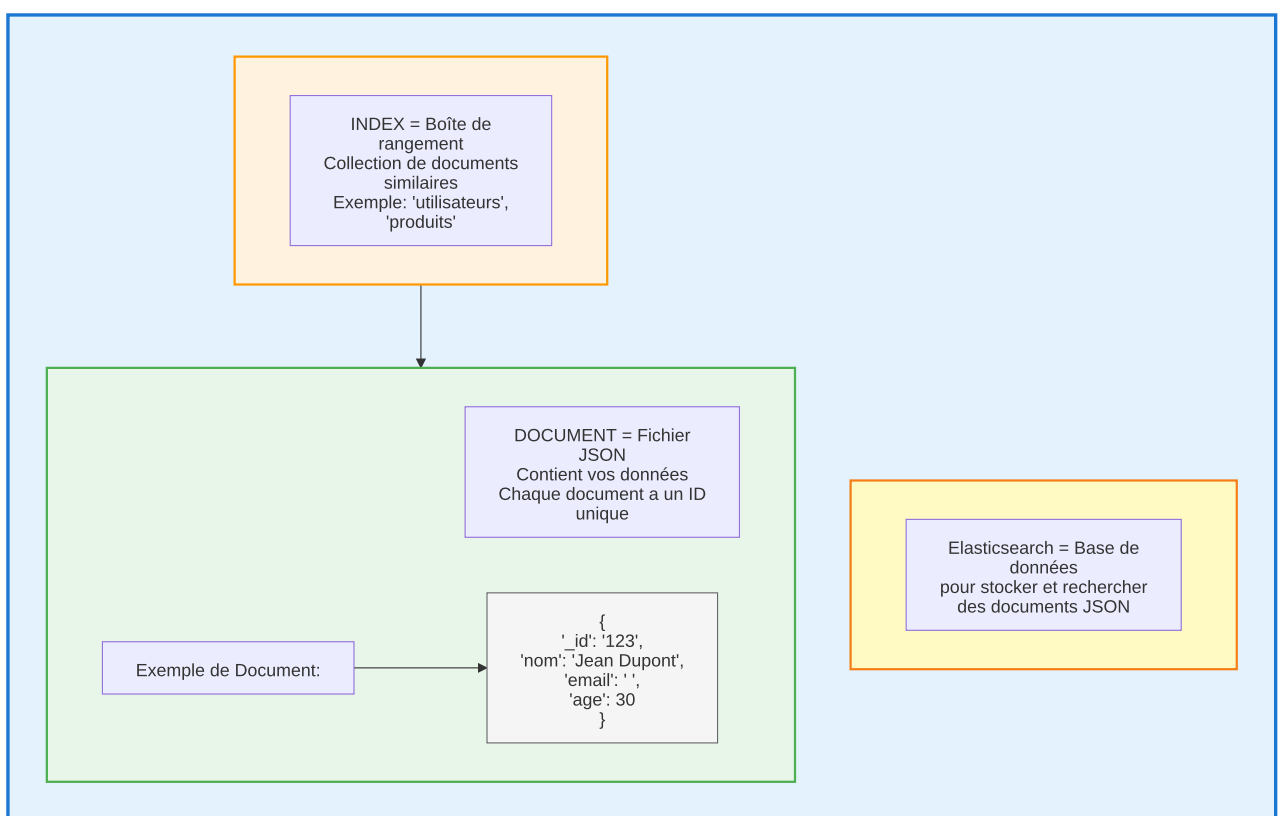 INDEX = Boîte de
rangement
Collection de documents
similaires
Exemple: 'utilisateurs',
'produits'
DOCUMENT = Fichier
JSON
Contient vos données
Chaque document a un ID
unique
Elasticsearch = Base de
données
pour stocker et rechercher
des documents JSON
Exemple de Document:
{
'_id': '123',
'nom': 'Jean Dupont',
'email': ' ',
'age': 30
}